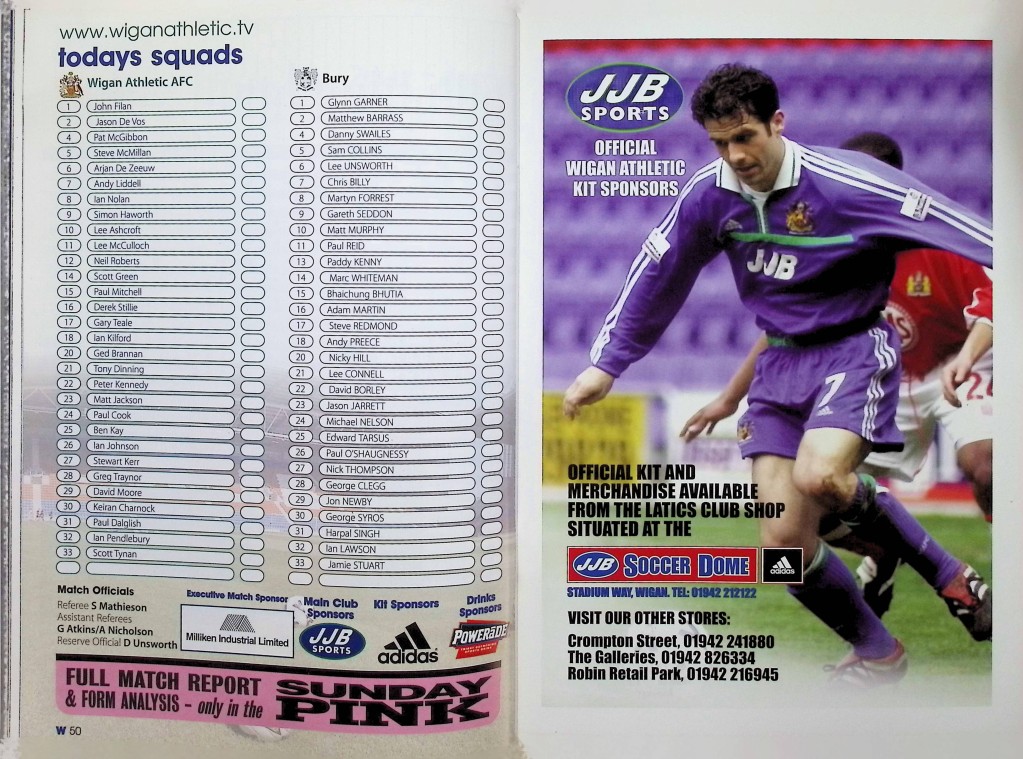 www.wiganathletic.tv
todays squads
Wigan Athletic AFC
1 John Filan
2 Jason De Vos
4 Pat McGibbon
5 Steve McMillan
6 Arjan De Zeeuw
7 Andy Liddell
8 Ian Nolan
9 Simon Haworth
10 Lee Ashcroft
11 Lee McCulloch
12 Neil Roberts
14 Scott Green
15 Paul Mitchell
16 Derek Stillie
17 Gary Teale
18 Ian Kilford
20 Ged Brannan
21 Tony Dinning
22 Peter Kennedy
23 Matt Jackson
24 Paul Cook
25 Ben Kay
26 Ian Johnson
27 Stewart Kerr
28 Greg Traynor
29 David Moore
30 Keiran Charnock
31 Paul Dalglish
32 Ian Pendlebury
33 Scott Tynan
Bury
1 Glynn GARNER
2 Matthew BARRASS
4 Danny SWAILES
5 Sam COLLINS
6 Lee UNSWORTH
7 Chris BILLY
8 Martyn FORREST
9 Gareth SEDDON
10 Matt MURPHY
11 Paul REID
13 Paddy KENNY
14 Marc WHITEMAN
15 Bhaichung BHUTIA
16 Adam MARTIN
17 Steve REDMOND
18 Andy PREECE
20 Nicky HILL
21 Lee CONNELL
22 David BORLEY
23 Jason JARRETT
24 Michael NELSON
25 Edward TARSUS
26 Paul O'SHAUGNESSY
27 Nick THOMPSON
28 George CLEGG
29 Jon NEWBY
30 George SYROS
31 Harpal SINGH
32 Ian LAWSON
33 Jamie STUART
Match Officials
Referee S Mathieson
Assistant Referees
G Atkins/A Nicholson
Reserve Official D Unsworth
Executive Match Sponsor
Milliken Industrial Limited
Main Club
Sponsors
JJB
SPORTS
Kit Sponsors
adidas
Drinks
Sponsors
POWERADE
FULL MATCH REPORT
& FORM ANALYSIS - only in the
SUNDAY
PINK
W 50
JJB
SPORTS
OFFICIAL
WIGAN ATHLETIC
KIT SPONSORS
JJB
7
adidas
2
OFFICIAL KIT AND
MERCHANDISE AVAILABLE
FROM THE LATICS CLUB SHOP
SITUATED AT THE
JJB SOCCER DOME
adidas
STADIUM WAY, WIGAN. TEL: 01942 212122
VISIT OUR OTHER STORES:
Crompton Street, 01942 241880
The Galleries, 01942 826334
Robin Retail Park, 01942 216945